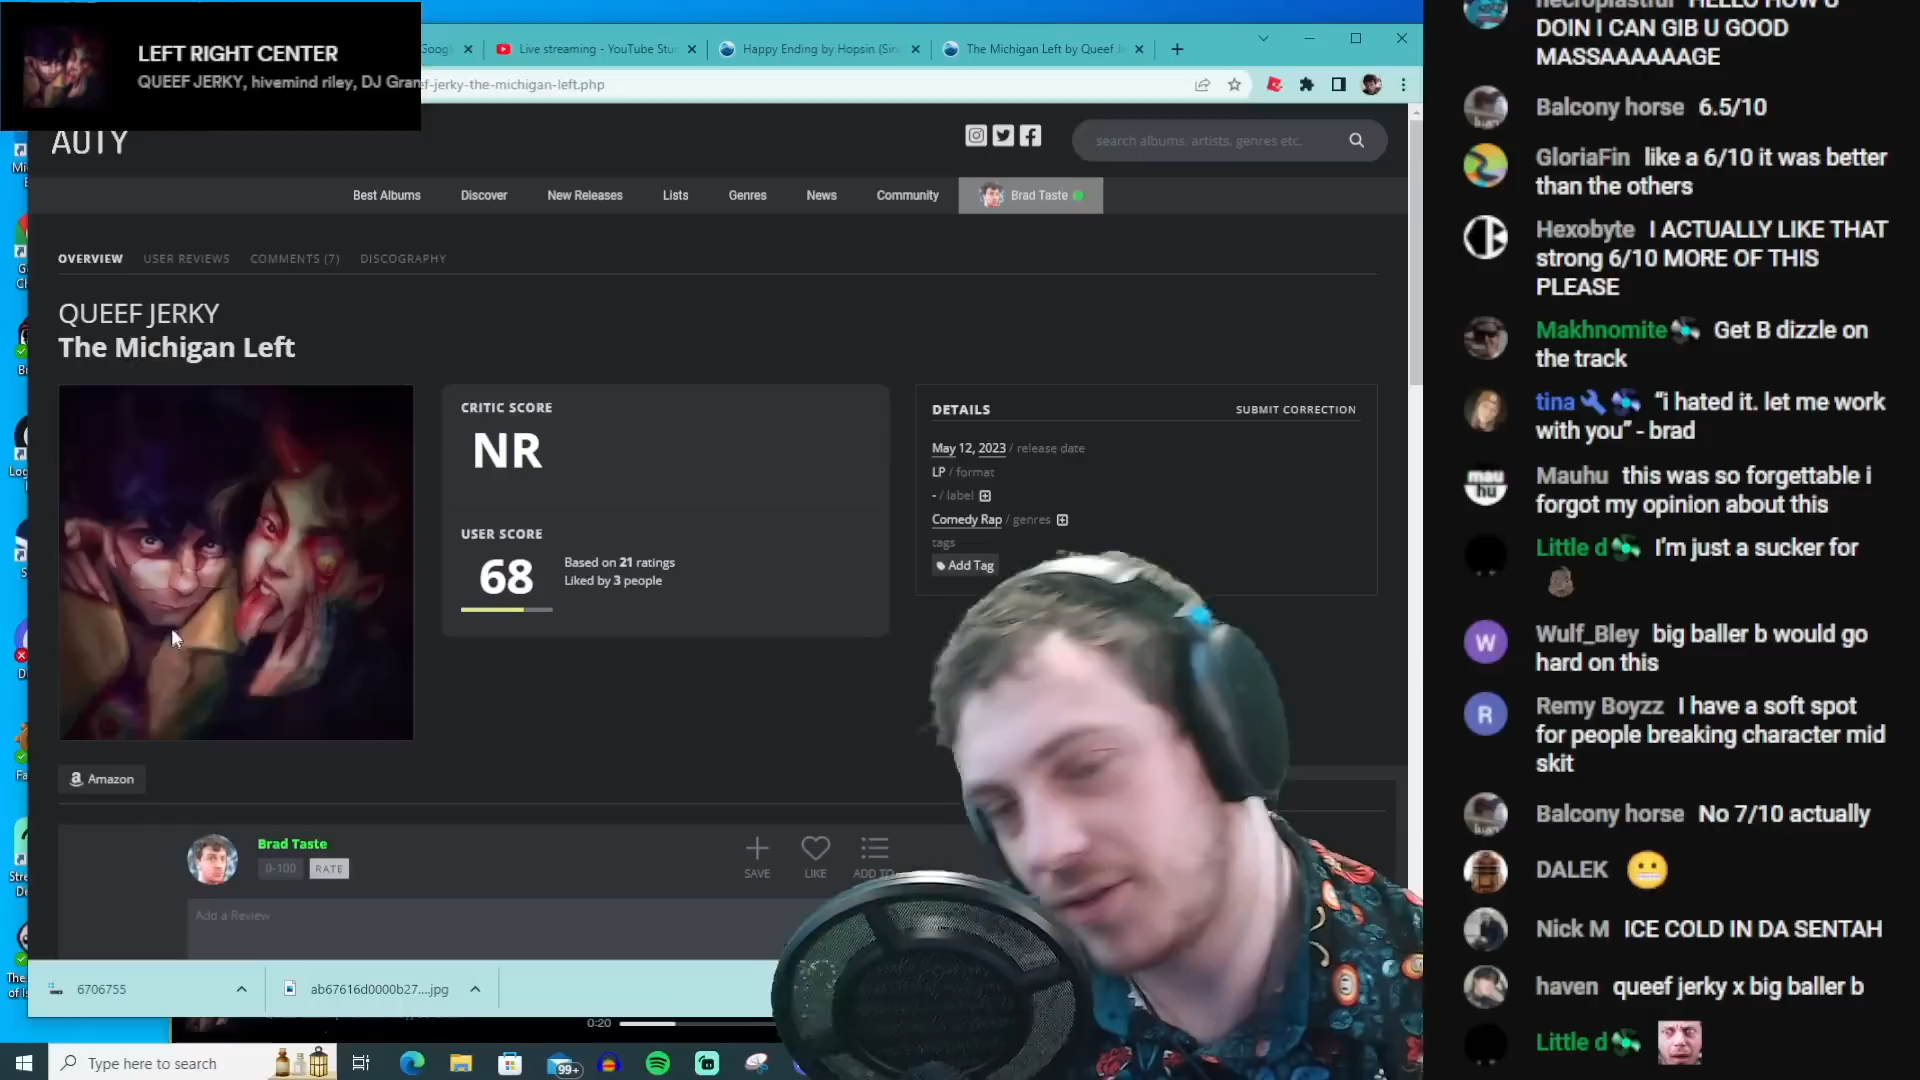 LEFT RIGHT CENTER
QUEEF JERKY, hivemind riley, DJ Gran
Live streaming - YouTube Stu
Happy Ending by Hopsin (Sin
The Michigan Left by Queef J
f-jerky-the-michigan-left.php
AOTY
search albums, artists, genres etc.
Best Albums
Discover
New Releases
Lists
Genres
News
Community
Brad Taste
OVERVIEW
USER REVIEWS
COMMENTS (7)
DISCOGRAPHY
QUEEF JERKY
The Michigan Left
CRITIC SCORE
NR
USER SCORE
68
Based on 21 ratings
Liked by 3 people
DETAILS
SUBMIT CORRECTION
May 12, 2023 / release date
LP / format
- / label
Comedy Rap / genres
tags
Add Tag
Amazon
Brad Taste
0-100
RATE
SAVE
LIKE
ADD TO
Add a Review
6706755
ab67616d0000b27....jpg
0:20
Type here to search
99+
HELLO HOW U
DOIN I CAN GIB U GOOD
MASSAAAAAAGE
Balcony horse 6.5/10
GloriaFin like a 6/10 it was better
than the others
Hexobyte I ACTUALLY LIKE THAT
strong 6/10 MORE OF THIS
PLEASE
Makhnomite Get B dizzle on
the track
tina “i hated it. let me work
with you” - brad
mau
hu
Mauhu this was so forgettable i
forgot my opinion about this
Little d I'm just a sucker for
W
Wulf_Bley big baller b would go
hard on this
R
Remy Boyzz I have a soft spot
for people breaking character mid
skit
Balcony horse No 7/10 actually
DALEK 😬
Nick M ICE COLD IN DA SENTAH
haven queef jerky x big baller b
Little d